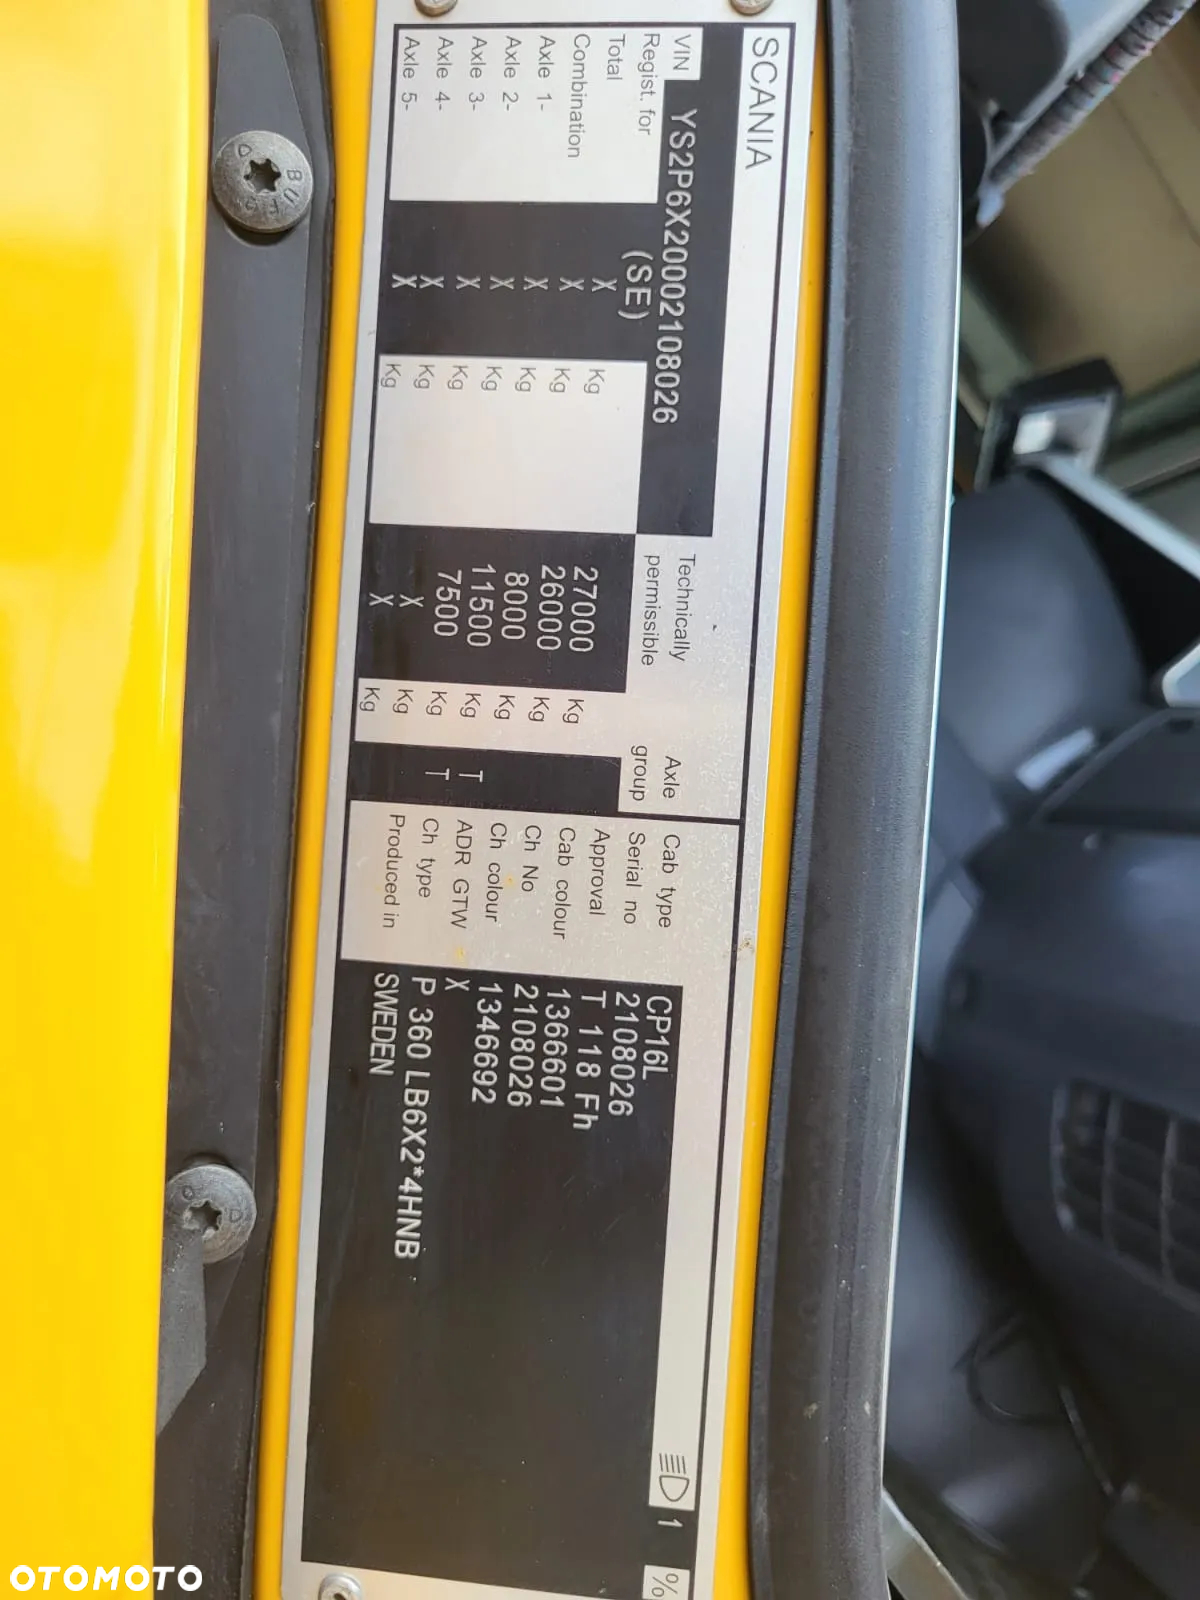 SCANIA
VIN YS2P6X20002108026
Regist. for (SE) Technically permissible Axle group
Total X Kg 27000 Kg
Combination X Kg 26000 Kg
Axle 1- X Kg 8000 Kg
Axle 2- X Kg 11500 Kg T
Axle 3- X Kg 7500 Kg T
Axle 4- X Kg X Kg
Axle 5- X Kg X Kg
Cab type CP16L
Serial no 2108026
Approval T 118 Fh
Cab colour 1366601
Ch No 2108026
Ch colour 1346692
ADR GTW X
Ch type P 360 LB6X2*4HNB
Produced in SWEDEN
1 %
BUFO
OTOMOTO